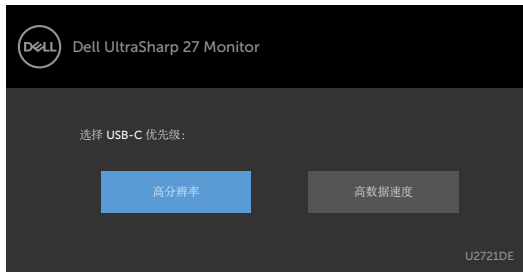 DELL
Dell UltraSharp 27 Monitor
选择 USB-C 优先级:
高分辨率
高数据速度
U2721DE